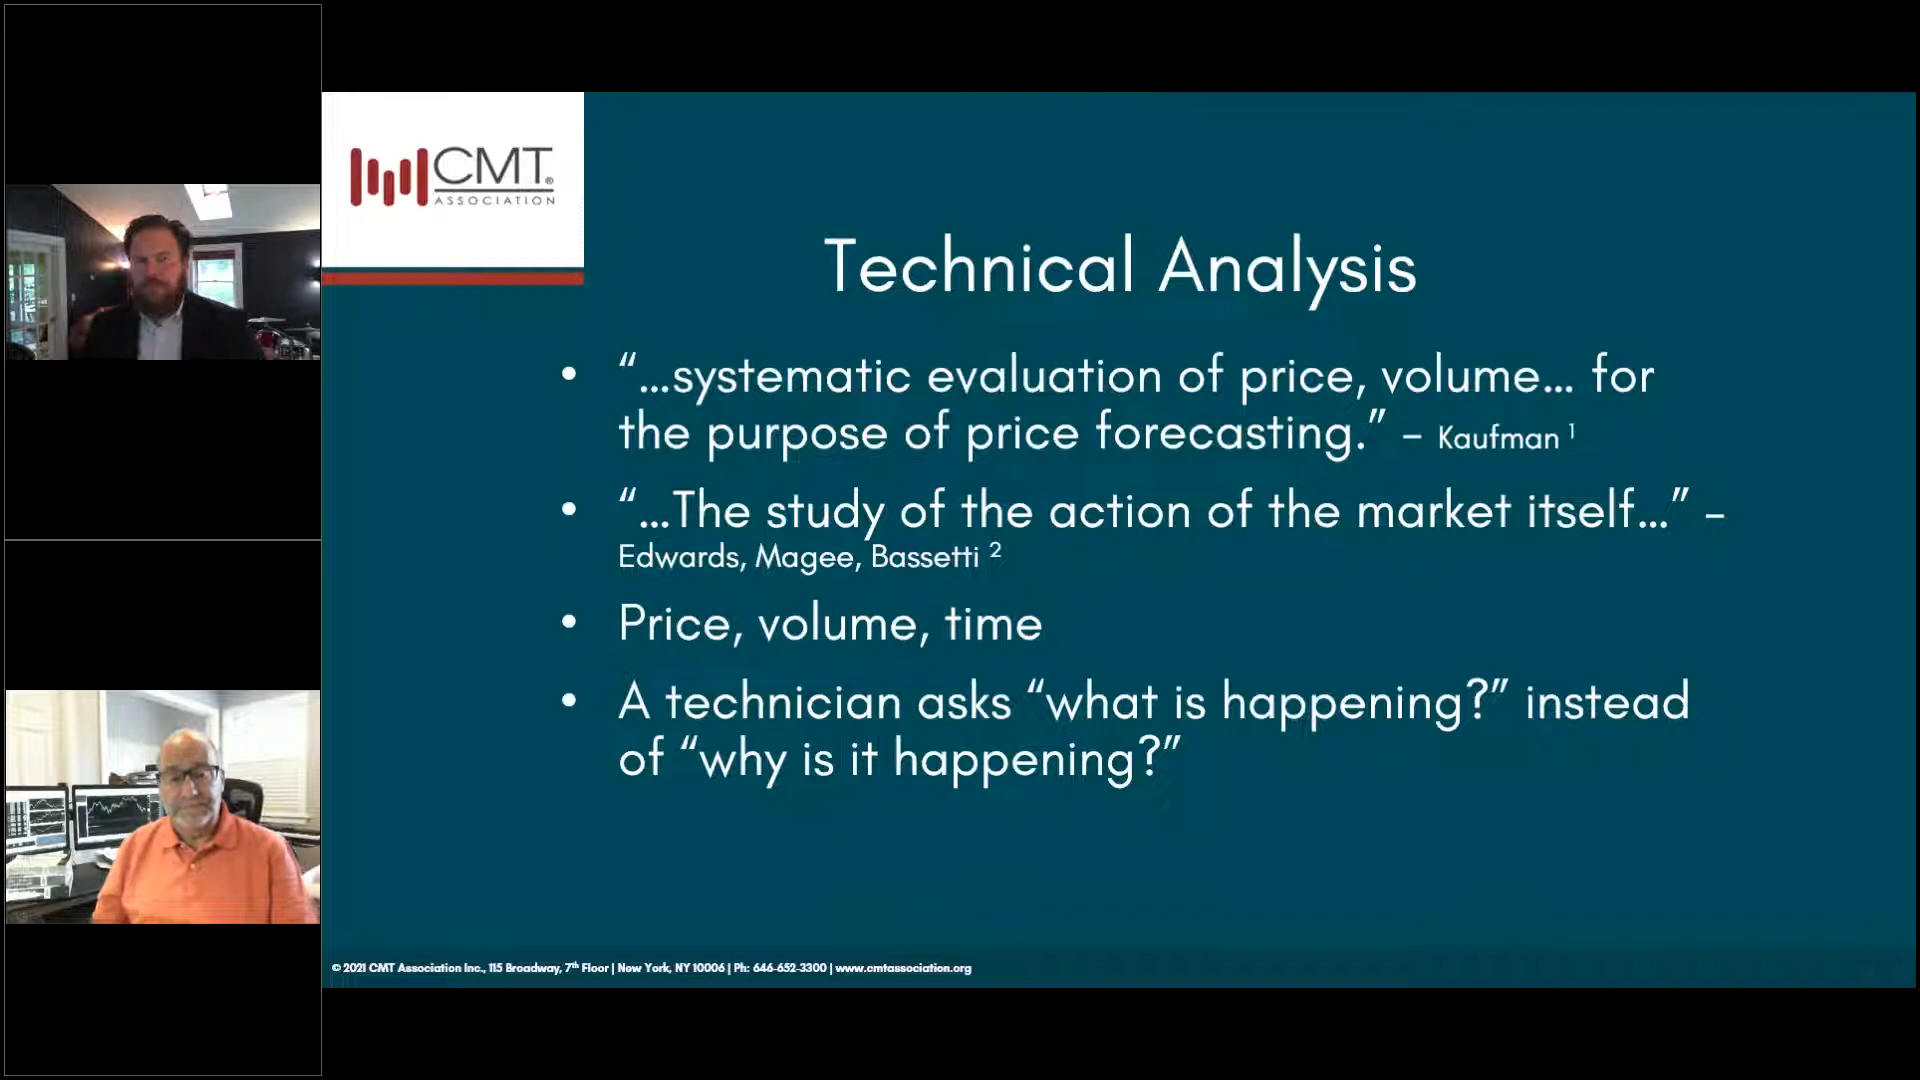 CMT®
ASSOCIATION
Technical Analysis
• “…systematic evaluation of price, volume… for
the purpose of price forecasting.” – Kaufman ¹
• “…The study of the action of the market itself…” –
Edwards, Magee, Bassetti ²
• Price, volume, time
• A technician asks “what is happening?” instead
of “why is it happening?”
© 2021 CMT Association Inc., 115 Broadway, 7th Floor | New York, NY 10006 | Ph: 646-652-3300 | www.cmtassociation.org